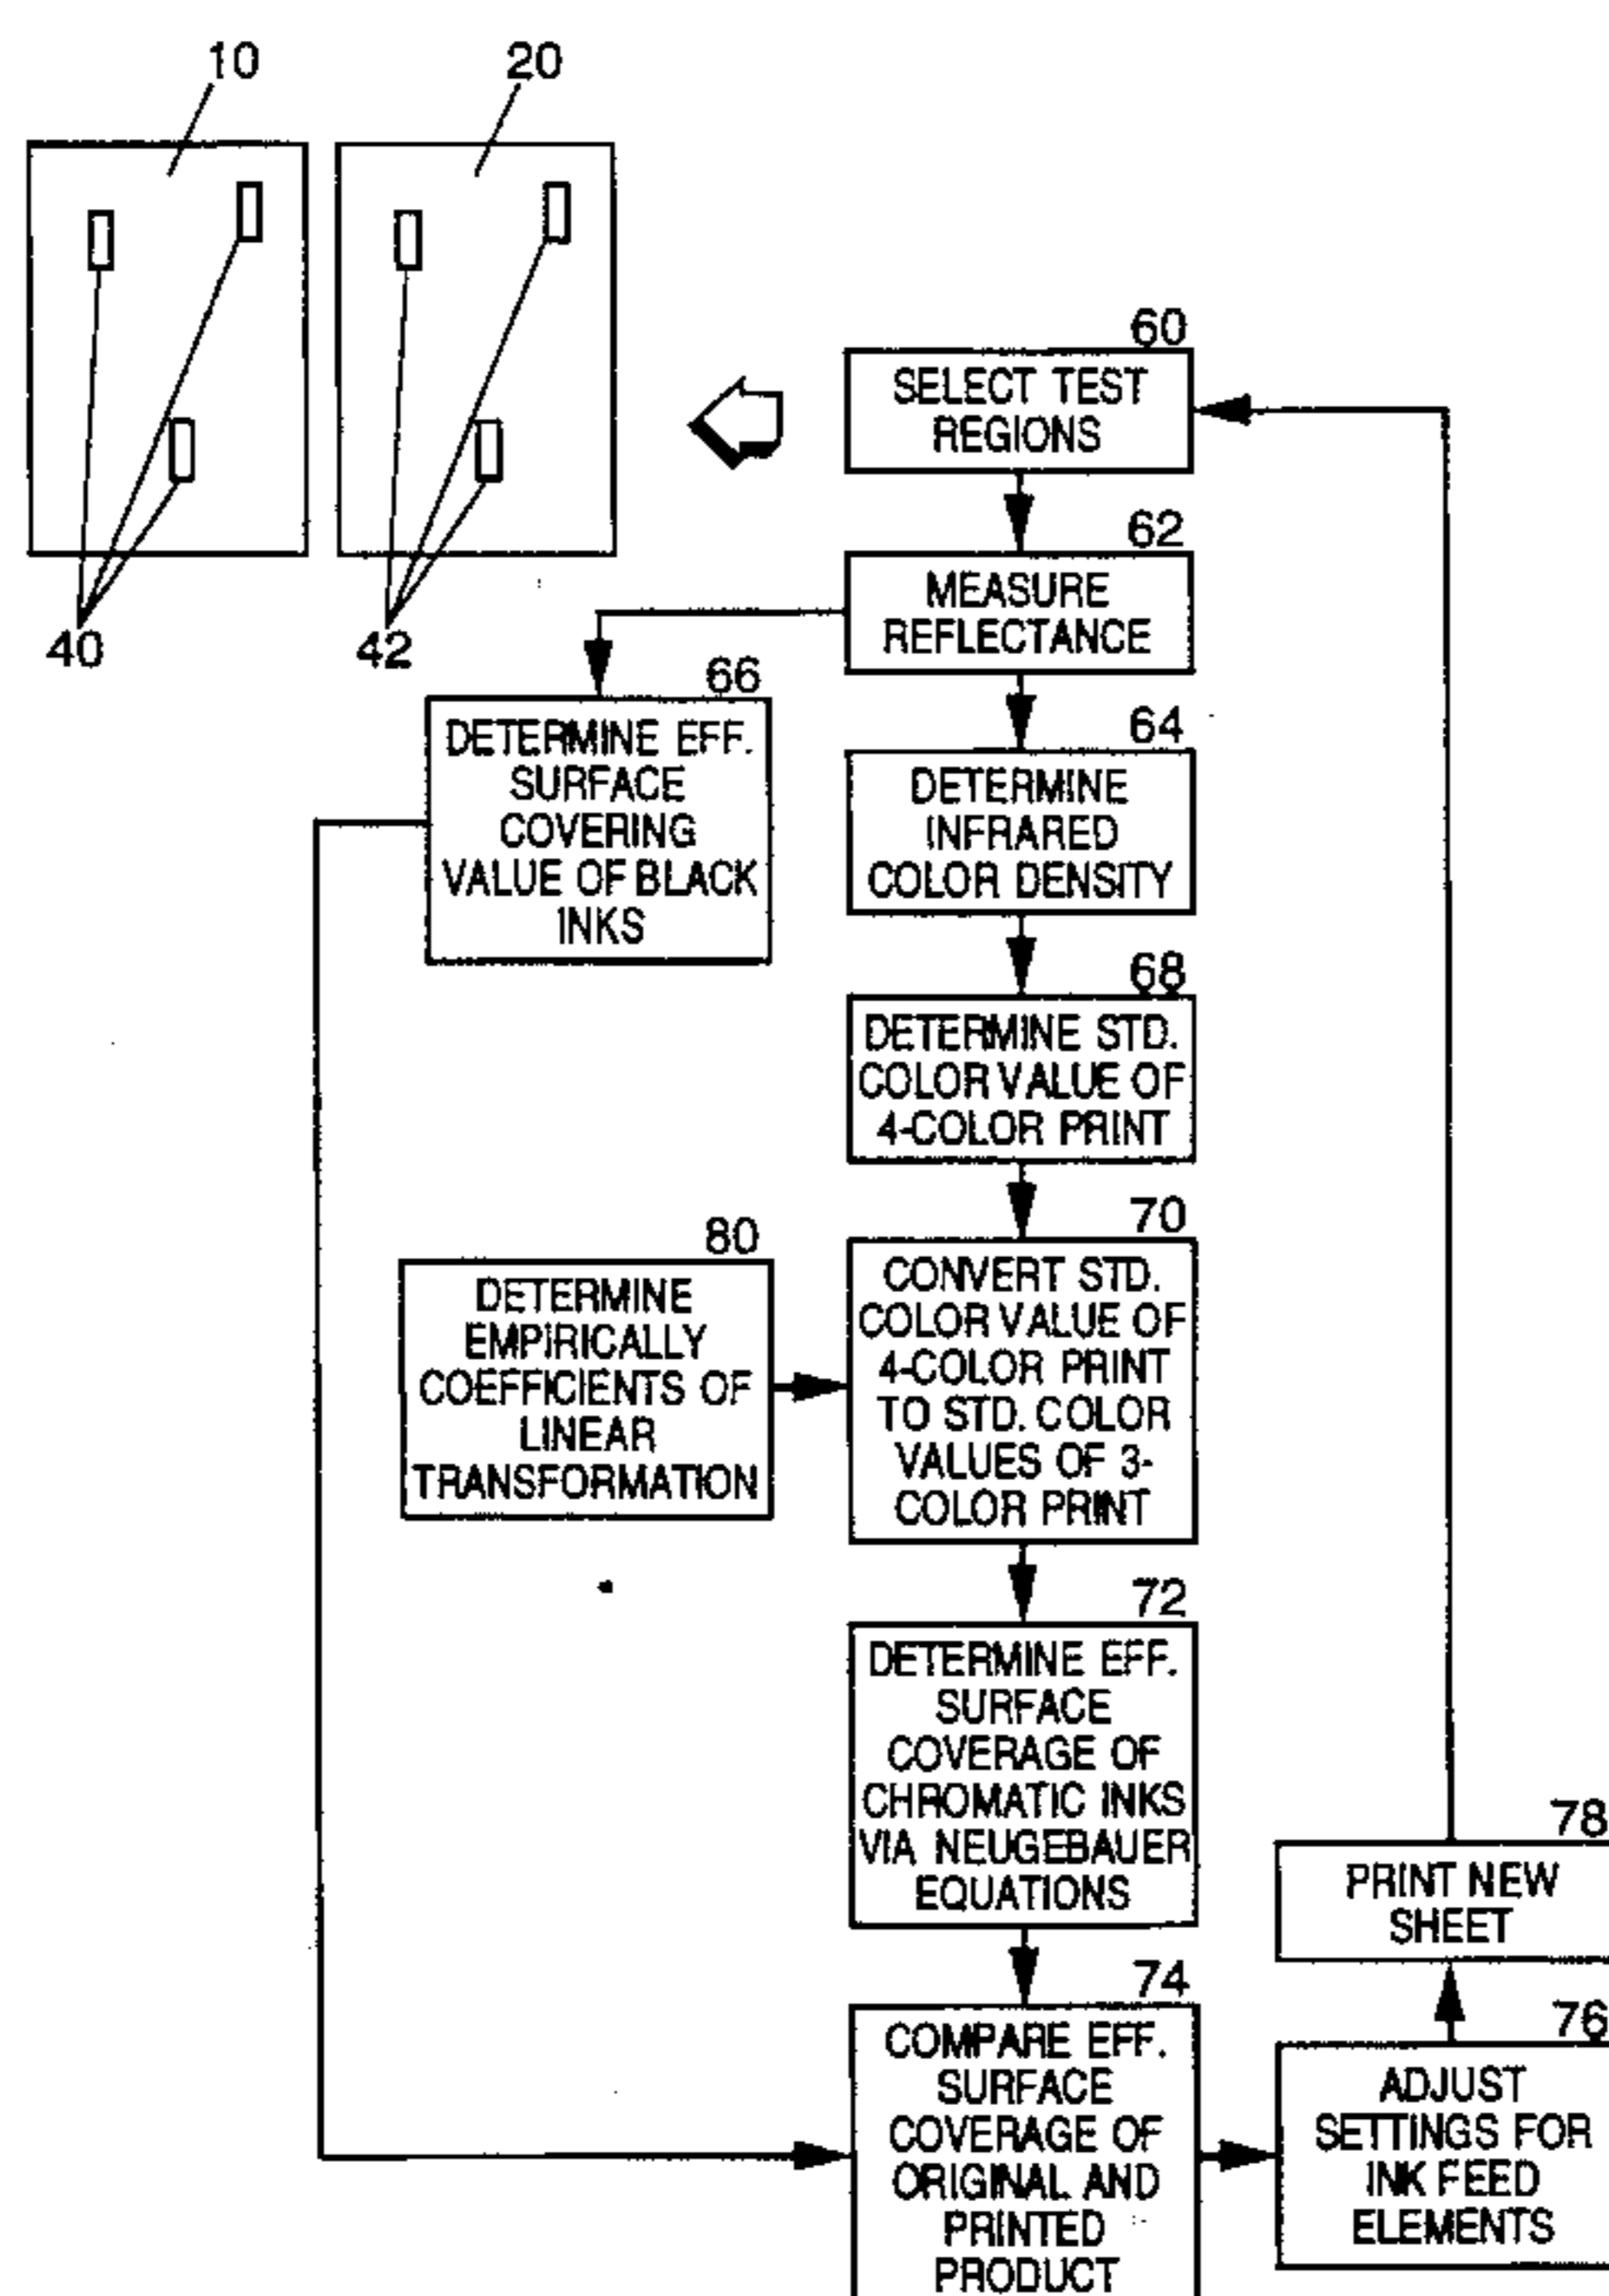 10
20
60
SELECT TEST
REGIONS
62
MEASURE
REFLECTANCE
40
42
66
DETERMINE EFF.
SURFACE
COVERING
VALUE OF BLACK
INKS
64
DETERMINE
INFRARED
COLOR DENSITY
68
DETERMINE STD.
COLOR VALUE OF
4-COLOR PRINT
80
DETERMINE
EMPIRICALLY
COEFFICIENTS OF
LINEAR
TRANSFORMATION
70
CONVERT STD.
COLOR VALUE OF
4-COLOR PRINT
TO STD. COLOR
VALUES OF 3-
COLOR PRINT
72
DETERMINE EFF.
SURFACE
COVERAGE OF
CHROMATIC INKS
VIA NEUGEBAUER
EQUATIONS
74
COMPARE EFF.
SURFACE
COVERAGE OF
ORIGINAL AND
PRINTED
PRODUCT
78
PRINT NEW
SHEET
76
ADJUST
SETTINGS FOR
INK FEED
ELEMENTS